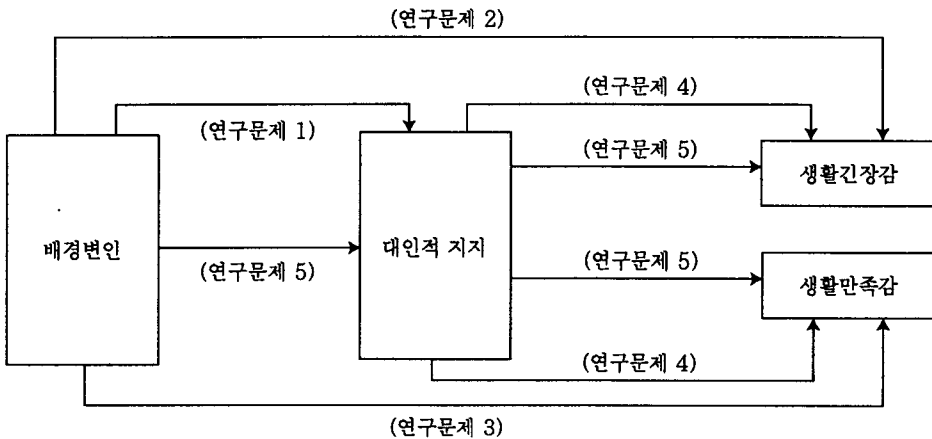 (연구문제 2)
(연구문제 4)
(연구문제 1)
(연구문제 5)
생활긴장감
배경변인
대인적 지지
(연구문제 5)
(연구문제 5)
생활만족감
(연구문제 4)
(연구문제 3)